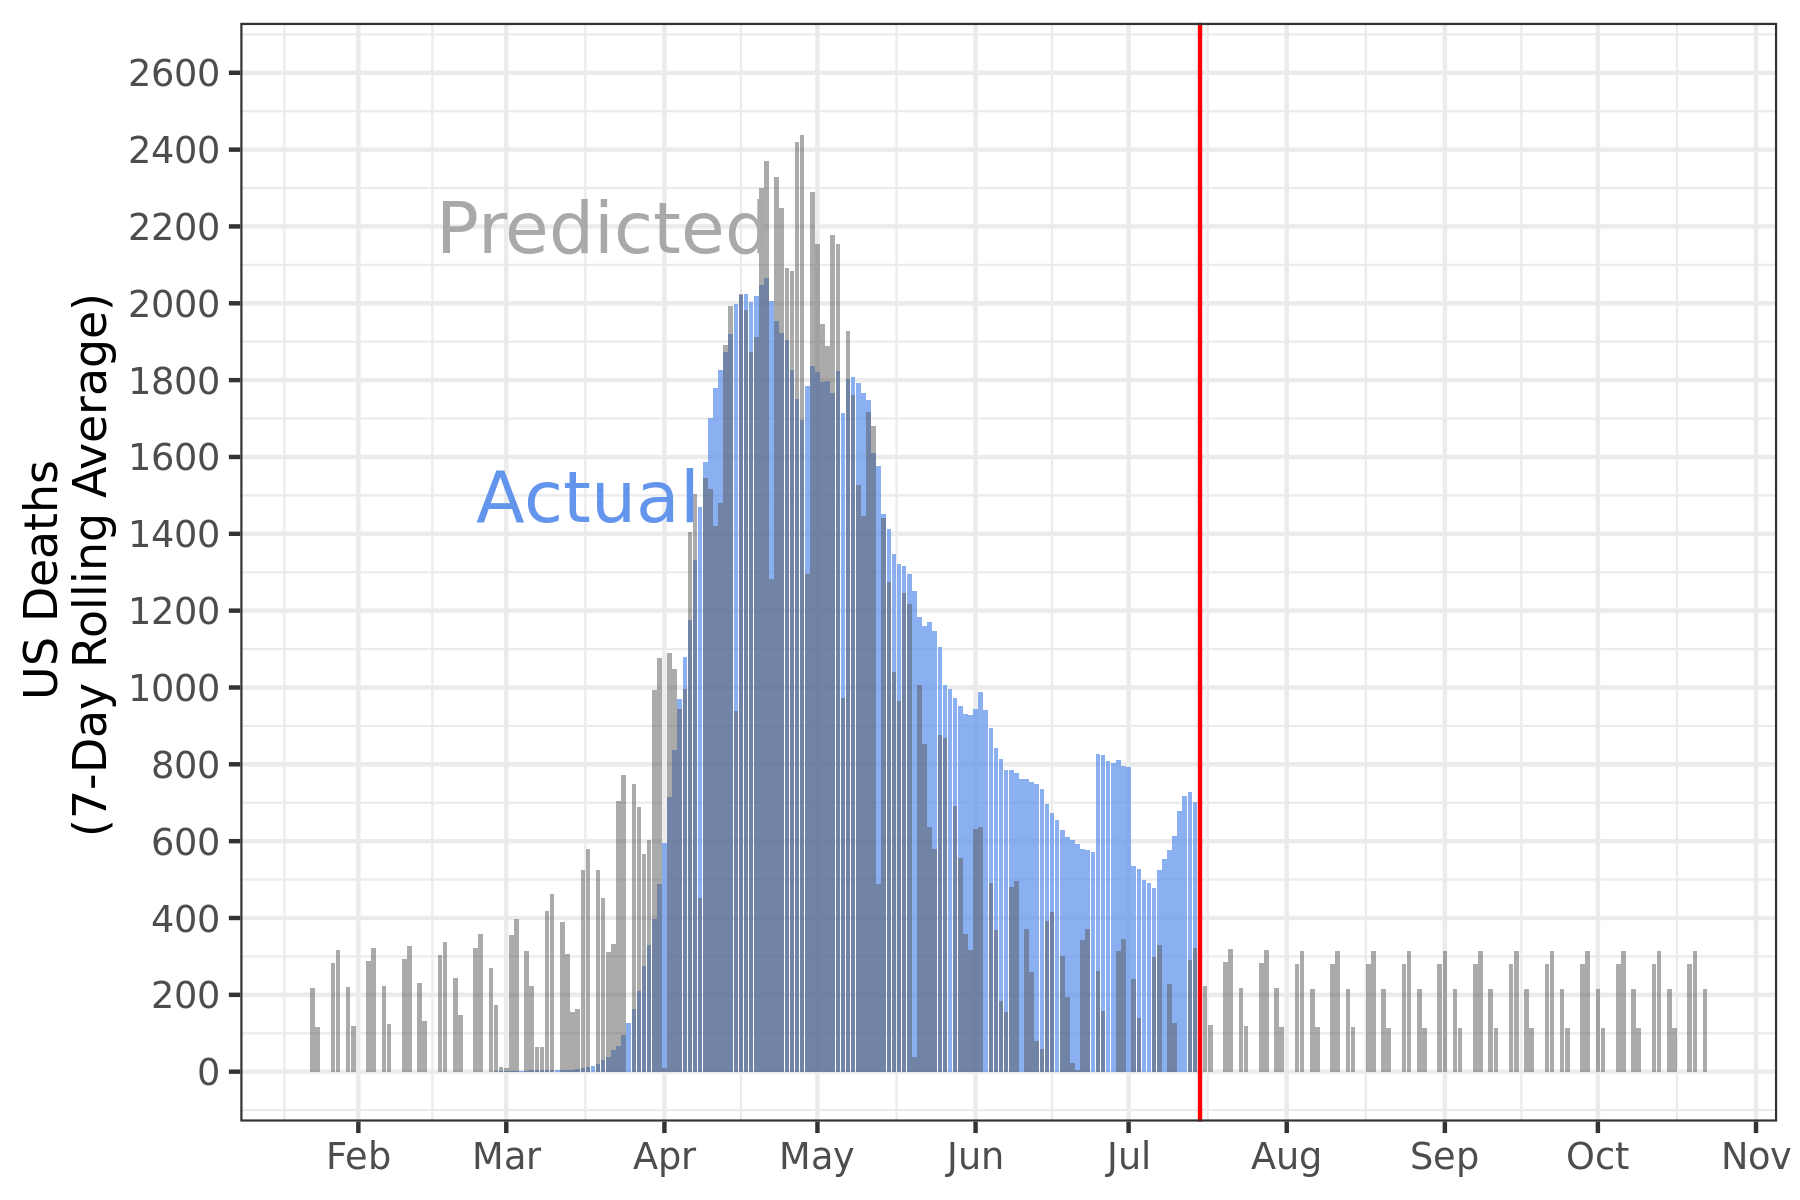 US Deaths
(7-Day Rolling Average)
2600
2400
2200
2000
1800
1600
1400
1200
1000
800
600
400
200
0
Predicted
Actual
Feb Mar Apr May Jun Jul Aug Sep Oct Nov